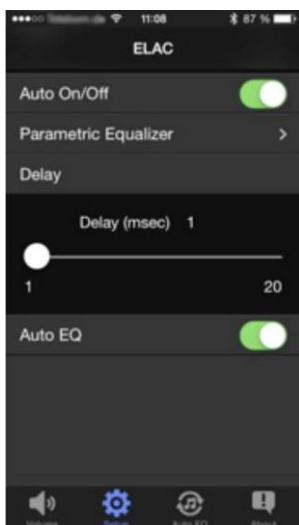 11:08 87 %
ELAC
Auto On/Off
Parametric Equalizer
Delay
Delay (msec) 1
1 20
Auto EQ
Volume Setup Auto EQ About